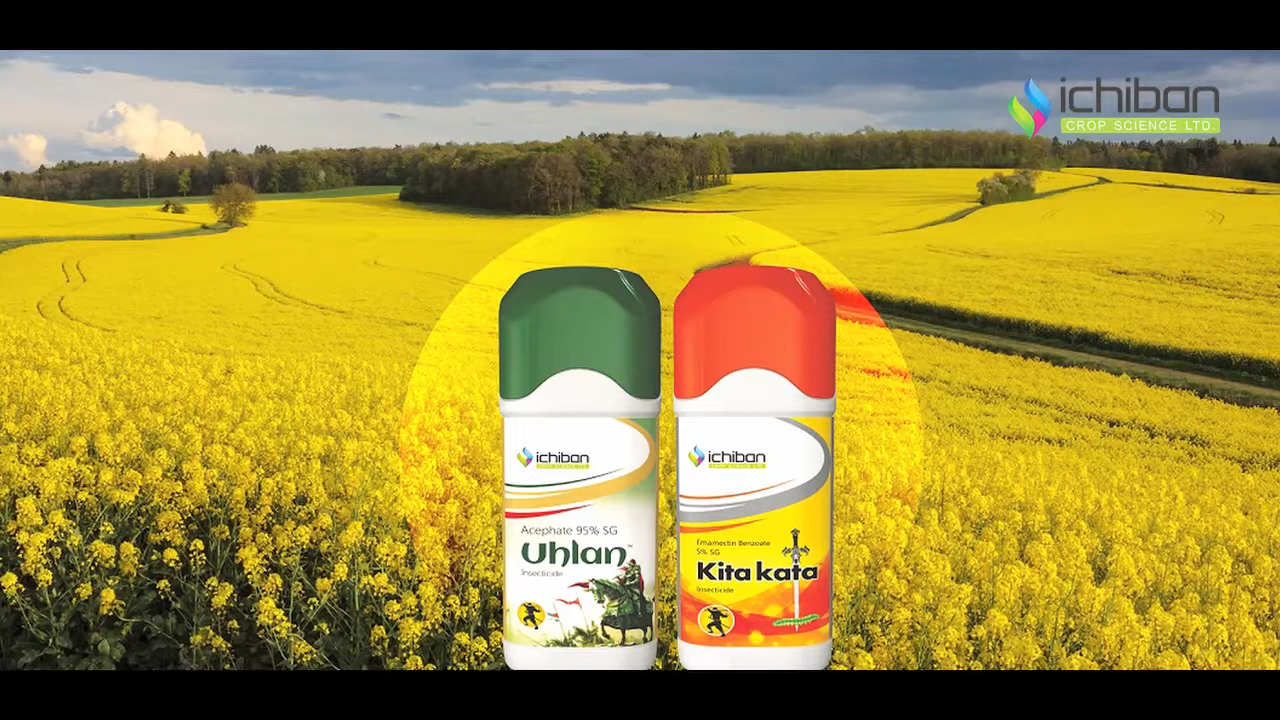 ichiban
CROP SCIENCE LTD.
ichiban
CROP SCIENCE LTD.
Acephate 95% SG
Uhlan™
Insecticide
ichiban
CROP SCIENCE LTD.
Emamectin Benzoate
5% SG
Kita kata
Insecticide